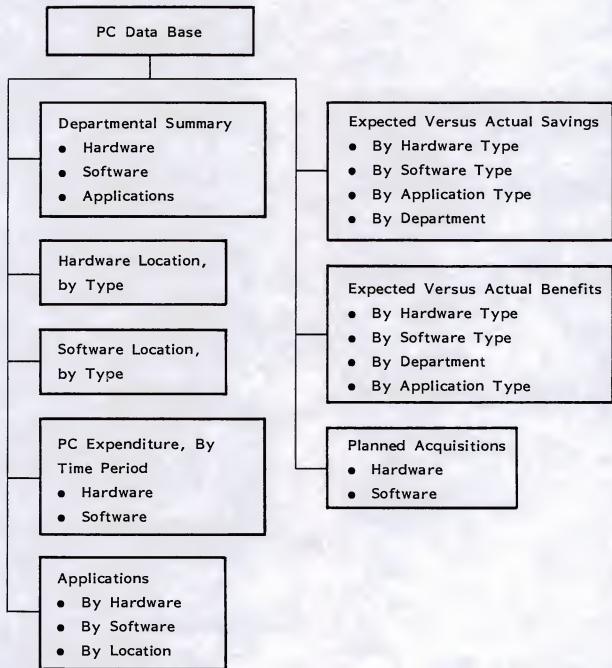 PC Data Base
Departmental Summary
• Hardware
• Software
• Applications
Hardware Location,
by Type
Software Location,
by Type
PC Expenditure, By
Time Period
• Hardware
• Software
Applications
• By Hardware
• By Software
• By Location
Expected Versus Actual Savings
• By Hardware Type
• By Software Type
• By Application Type
• By Department
Expected Versus Actual Benefits
• By Hardware Type
• By Software Type
• By Department
• By Application Type
Planned Acquisitions
• Hardware
• Software